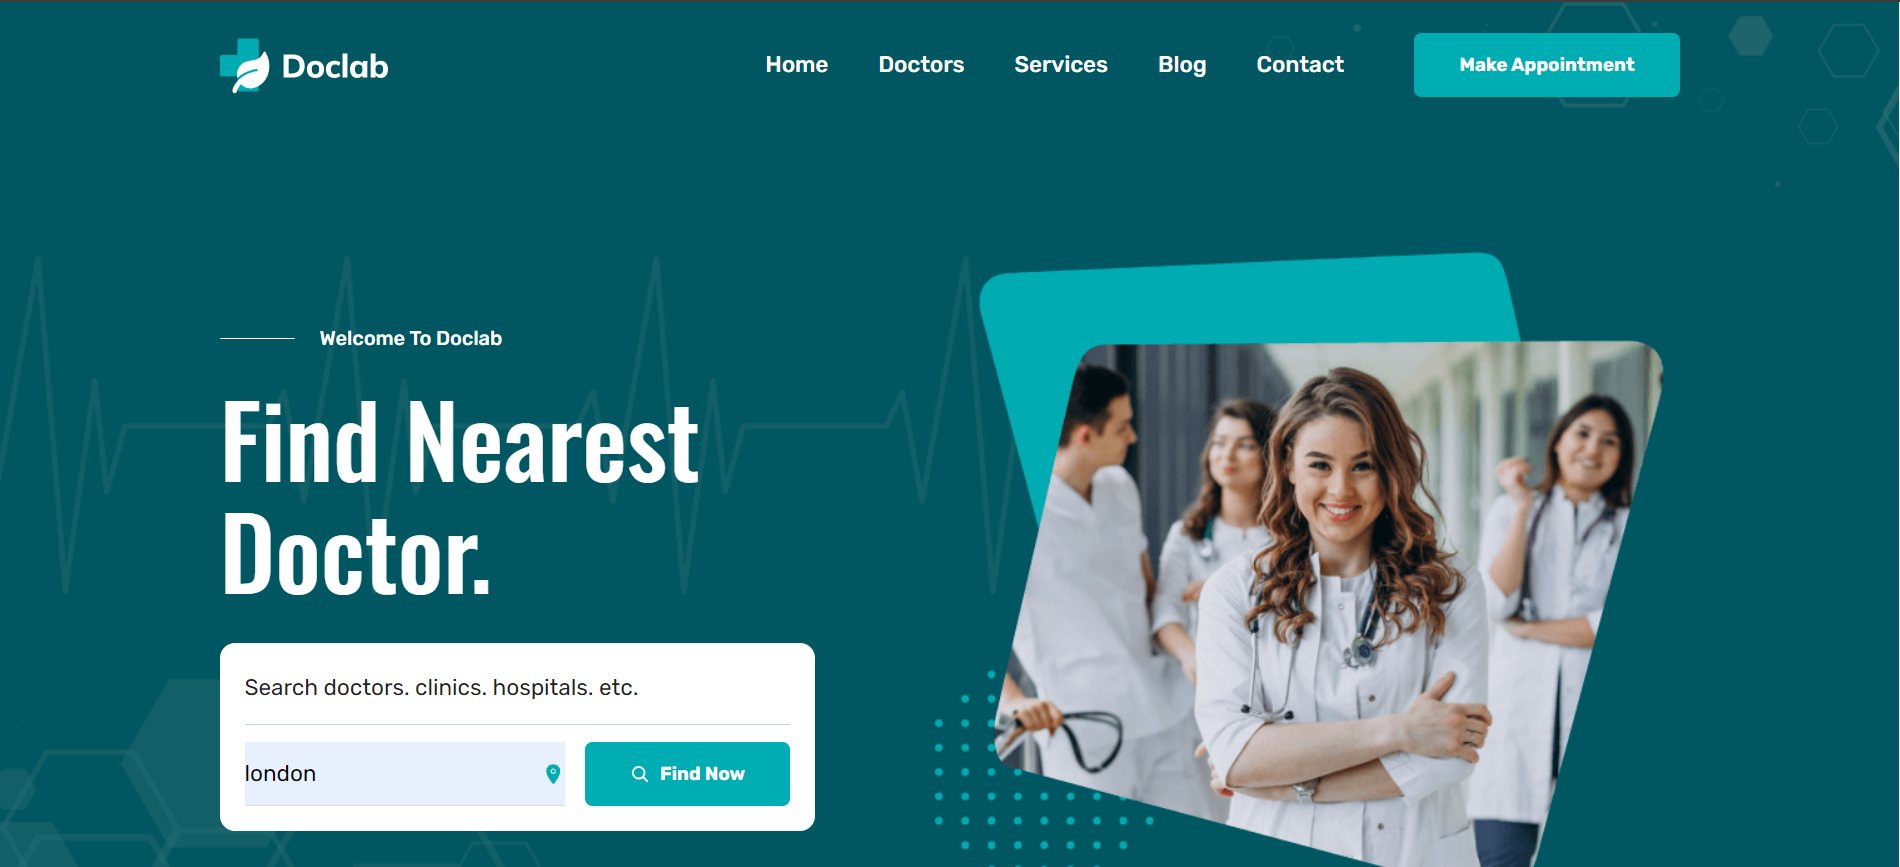 Doclab
Home Doctors Services Blog Contact Make Appointment
Welcome To Doclab
Find Nearest
Doctor.
Search doctors. clinics. hospitals. etc.
london Find Now